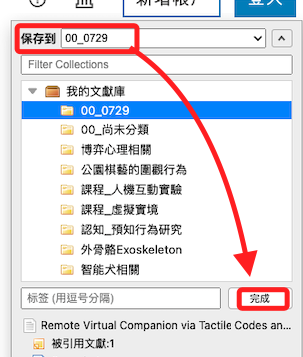 新增帳戶
登入
保存到 00_0729
Filter Collections
我的文獻庫
00_0729
00_尚未分類
博弈心理相關
公園棋藝的圍觀行為
課程_人機互動實驗
課程_虛擬實境
認知_預知行為研究
外骨骼Exoskeleton
智能犬相關
标签 (用逗号分隔)
完成
Remote Virtual Companion via Tactile Codes an...
被引用文獻:1